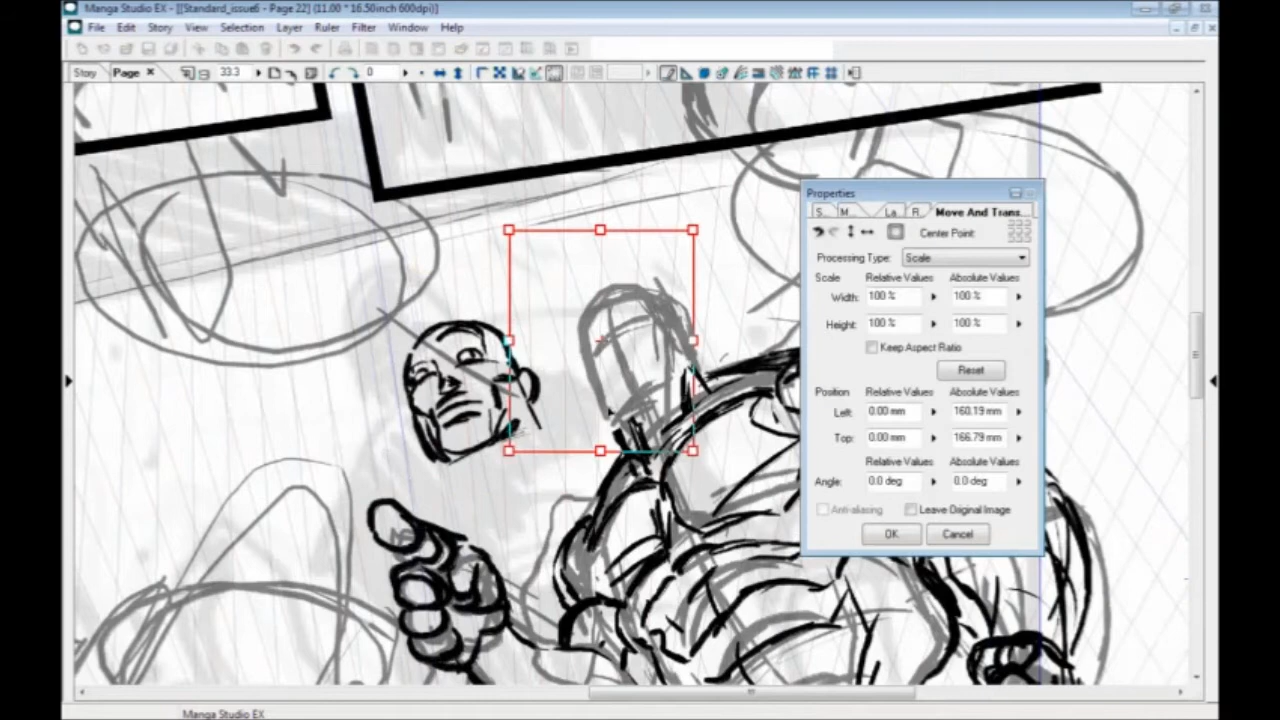 Manga Studio EX - [[Standard_issue6 - Page 22] (11.00 * 16.50inch 600dpi)]
File Edit Story View Selection Layer Ruler Filter Window Help
Story Page 33.3 0
Properties
S... M... La R... Move And Trans...
Center Point:
Processing Type: Scale
Scale Relative Values Absolute Values
Width: 100 % 100 %
Height: 100 % 100 %
Keep Aspect Ratio
Reset
Position Relative Values Absolute Values
Left: 0.00 mm 160.19 mm
Top: 0.00 mm 166.79 mm
Relative Values Absolute Values
Angle: 0.0 deg 0.0 deg
Anti-aliasing Leave Original Image
OK Cancel
Manga Studio EX